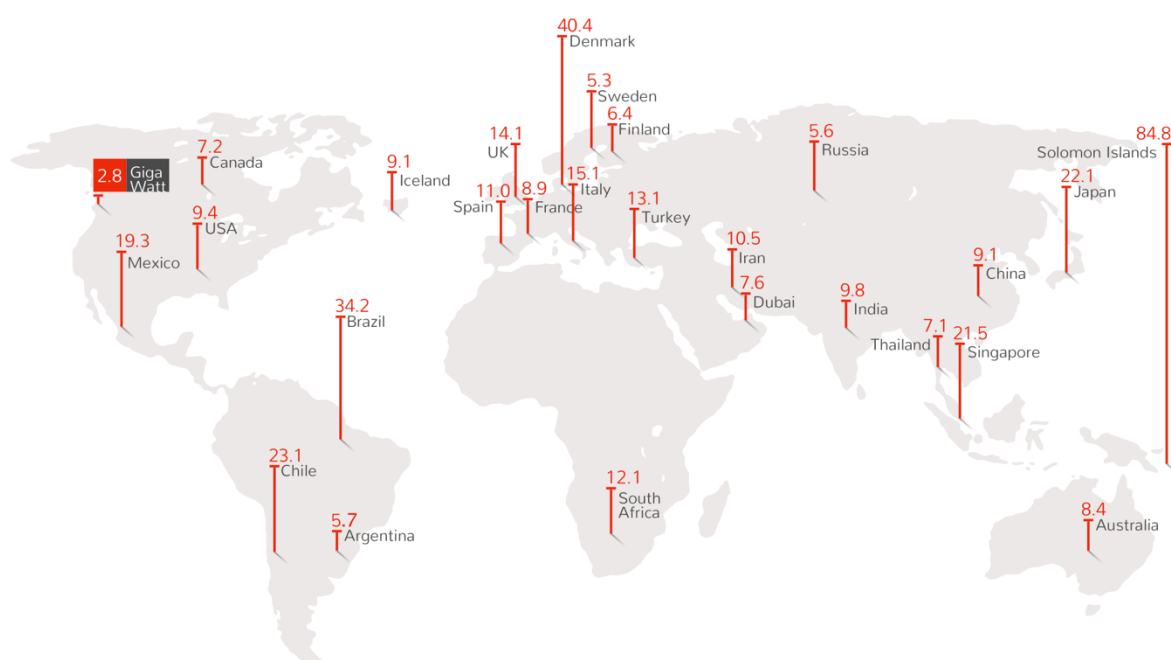 40.4
Denmark
5.3
Sweden
6.4
Finland
14.1
UK
5.6
Russia
84.8
Solomon Islands
7.2
Canada
2.8
Giga
Watt
9.1
Iceland
11.0
Spain
8.9
France
15.1
Italy
13.1
Turkey
22.1
Japan
9.4
USA
19.3
Mexico
10.5
Iran
7.6
Dubai
9.8
India
9.1
China
34.2
Brazil
7.1
Thailand
21.5
Singapore
23.1
Chile
5.7
Argentina
12.1
South
Africa
8.4
Australia